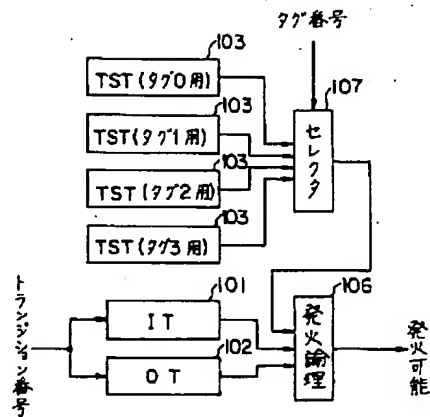 タグ番号
103
TST(タグ0用)
107
103
TST(タグ1用)
セレクタ
103
TST(タグ2用)
103
TST(タグ3用)
トランジション番号
101
IT
106
発火論理
発火可能
102
OT